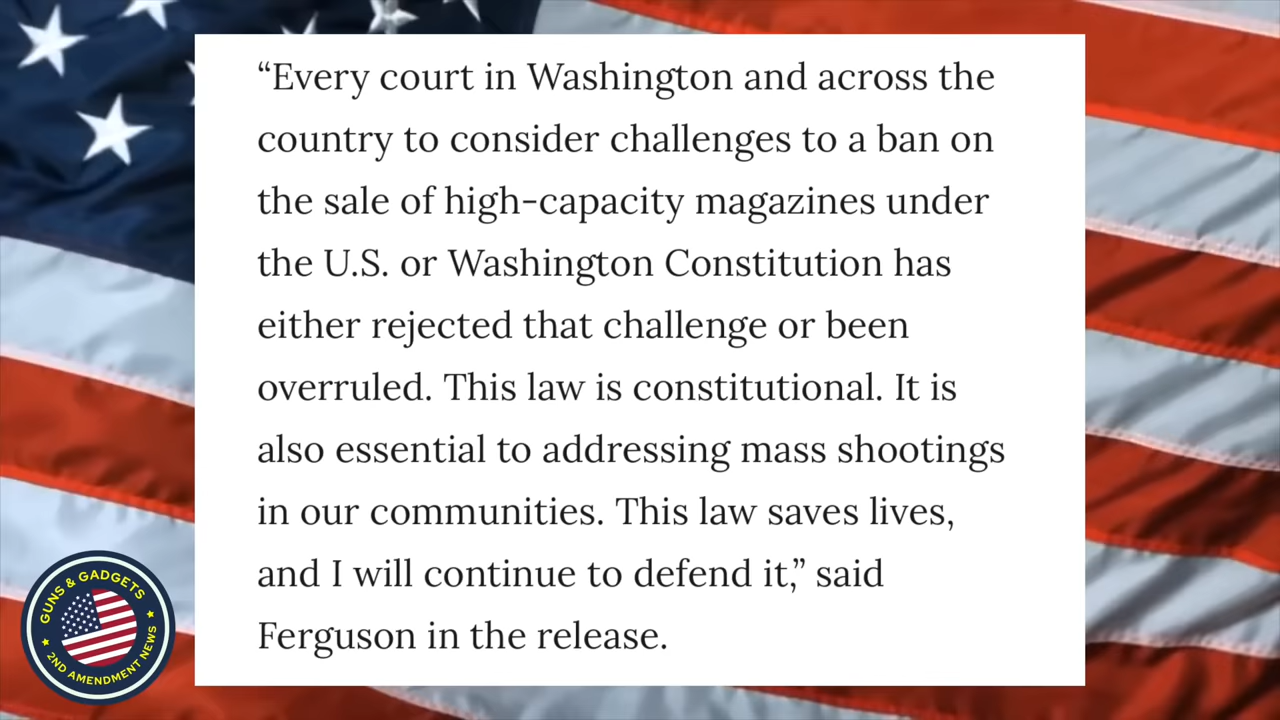 “Every court in Washington and across the
country to consider challenges to a ban on
the sale of high-capacity magazines under
the U.S. or Washington Constitution has
either rejected that challenge or been
overruled. This law is constitutional. It is
also essential to addressing mass shootings
in our communities. This law saves lives,
and I will continue to defend it,” said
Ferguson in the release.
GUNS & GADGETS
2ND AMENDMENT NEWS